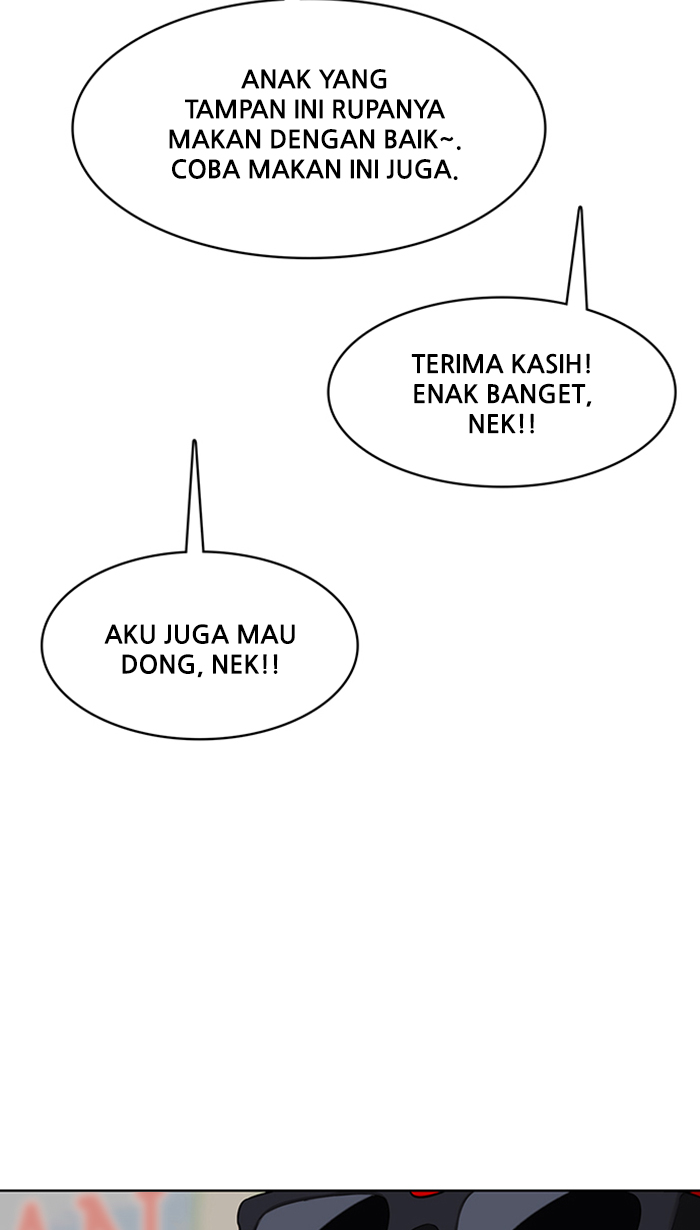 ANAK YANG
TAMPAN INI RUPANYA
MAKAN DENGAN BAIK~.
COBA MAKAN INI JUGA.
TERIMA KASIH!
ENAK BANGET,
NEK!!
AKU JUGA MAU
DONG, NEK!!